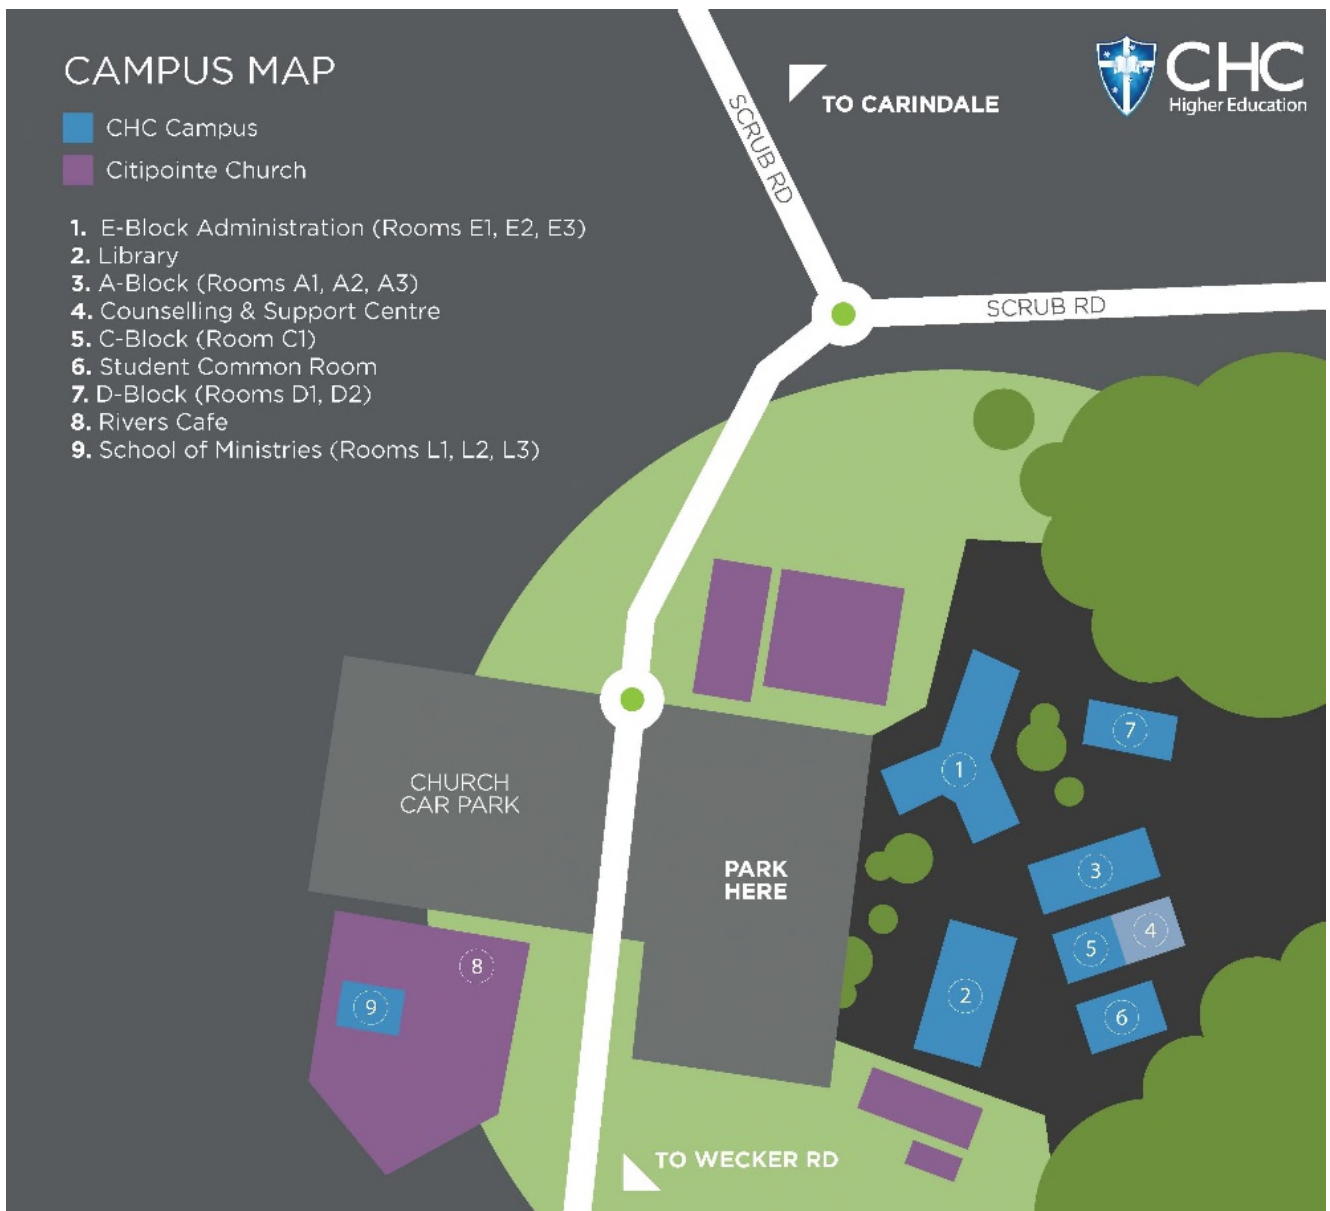 CAMPUS MAP
CHC Campus
Citipointe Church
1. E-Block Administration (Rooms E1, E2, E3)
2. Library
3. A-Block (Rooms A1, A2, A3)
4. Counselling & Support Centre
5. C-Block (Room C1)
6. Student Common Room
7. D-Block (Rooms D1, D2)
8. Rivers Cafe
9. School of Ministries (Rooms L1, L2, L3)
CHC
Higher Education
TO CARINDALE
SCRUB RD
SCRUB RD
7
1
CHURCH
CAR PARK
PARK
HERE
3
4
5
8
2
9
6
TO WECKER RD